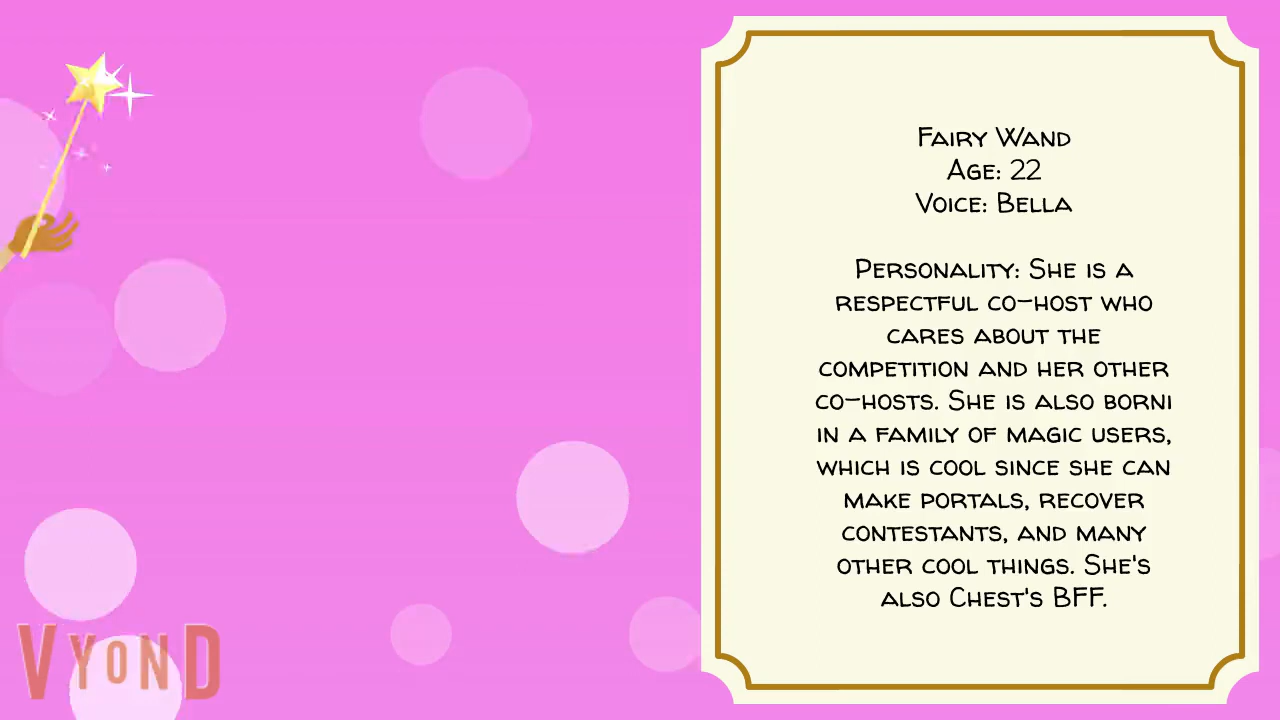 Fairy Wand
Age: 22
Voice: Bella
Personality: She is a
respectful co-host who
cares about the
competition and her other
co-hosts. She is also borni
in a family of magic users,
which is cool since she can
make portals, recover
contestants, and many
other cool things. She's
also Chest's BFF.
VYOND